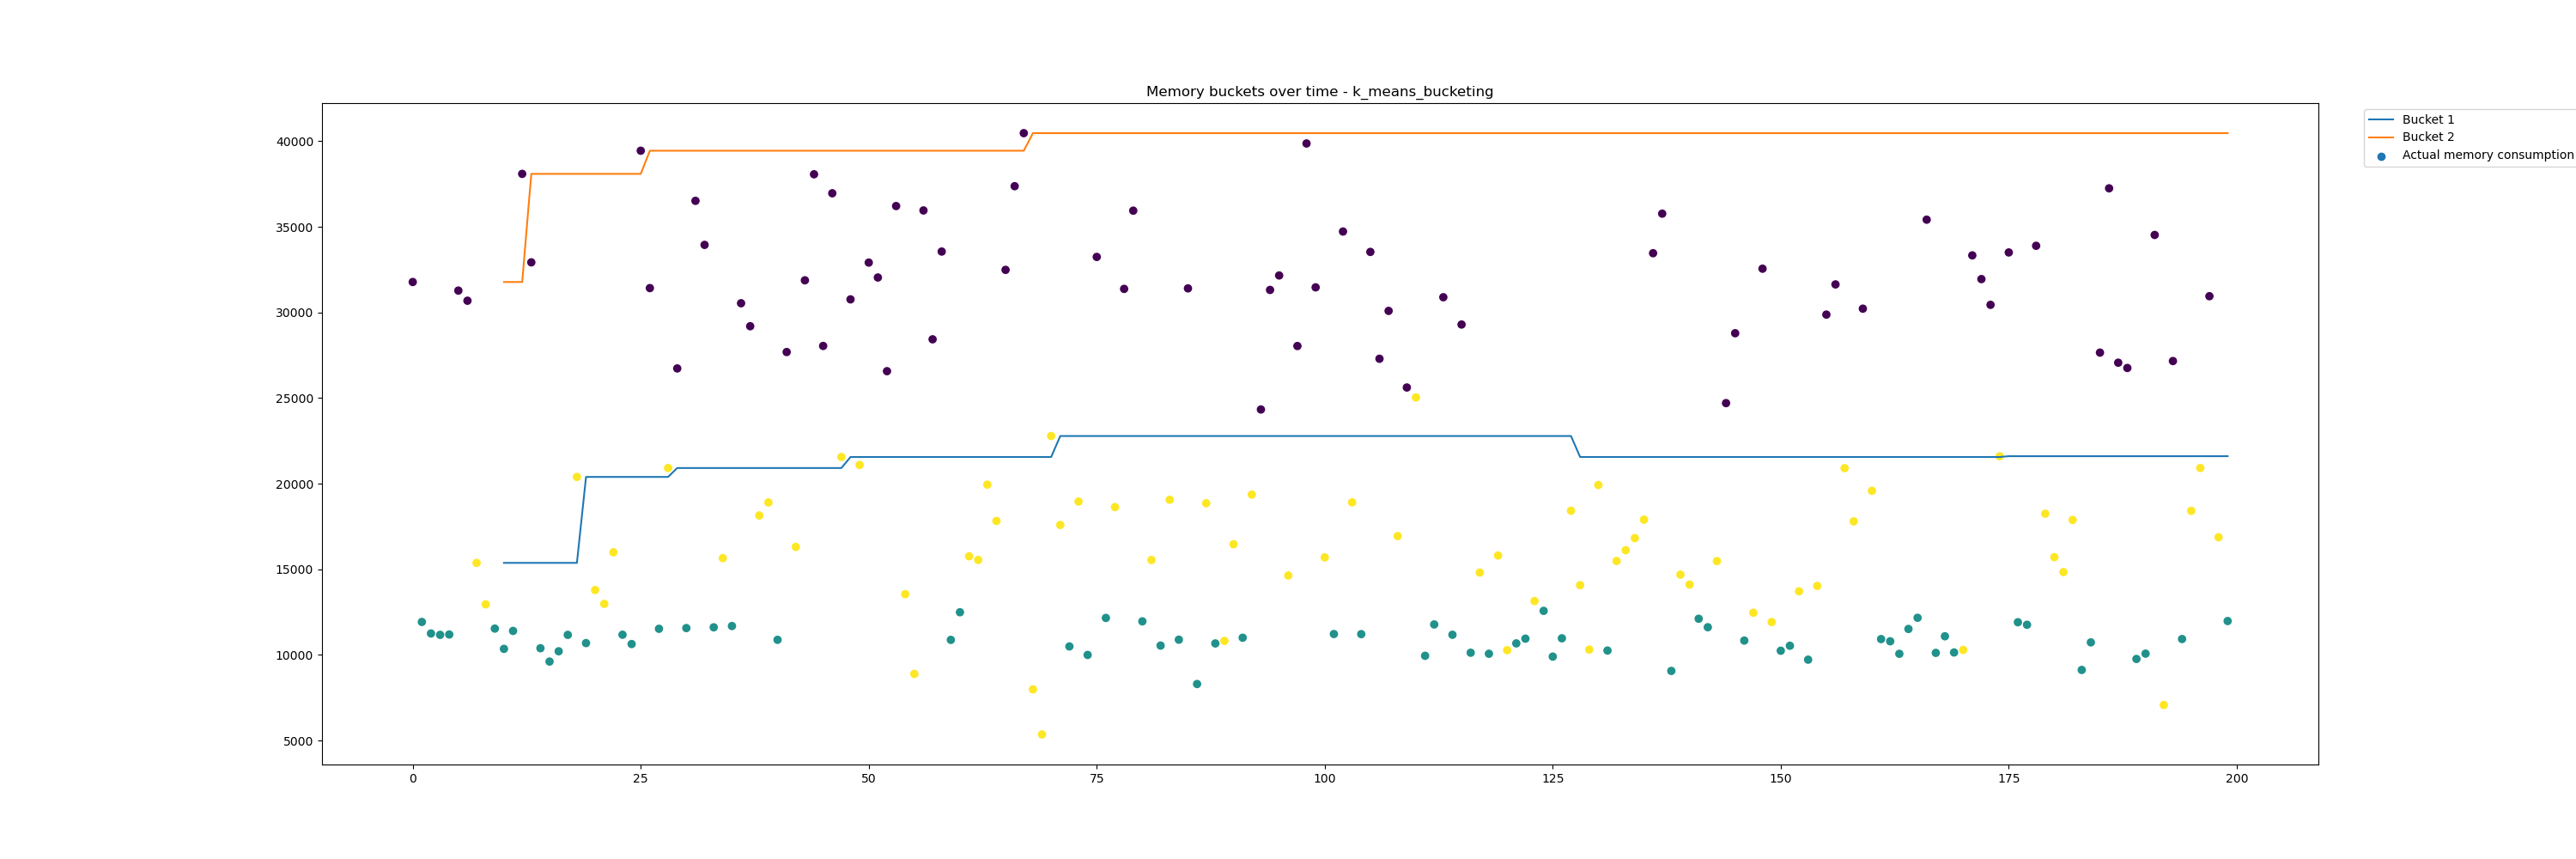 Memory buckets over time - k_means_bucketing
40000
35000
30000
25000
20000
15000
10000
5000
0 25 50 75 100 125 150 175 200
Bucket 1
Bucket 2
Actual memory consumption